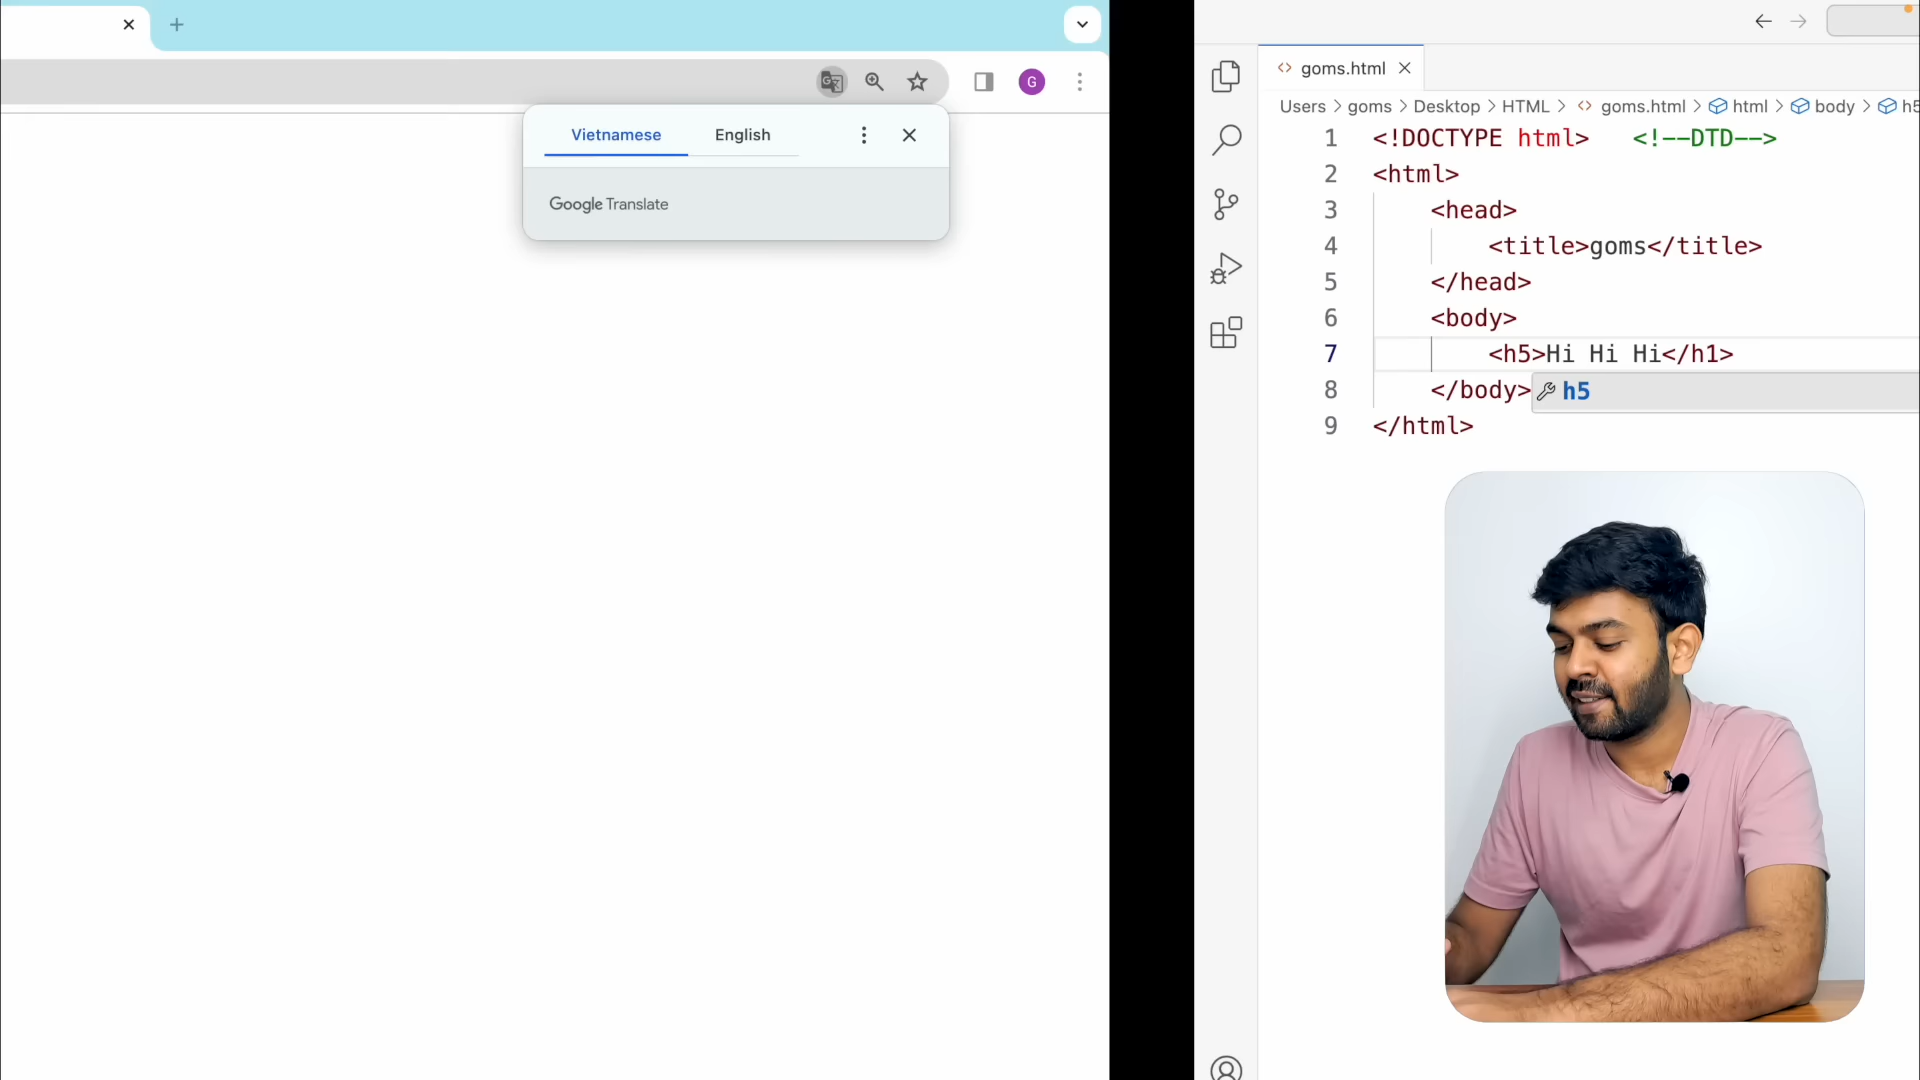 G
Vietnamese English
Google Translate
goms.html
Users > goms > Desktop > HTML > goms.html > html > body > h5
1 <!DOCTYPE html> <!--DTD-->
2 <html>
3 <head>
4 <title>goms</title>
5 </head>
6 <body>
7 <h5>Hi Hi Hi</h1>
h5
8 </body>
9 </html>